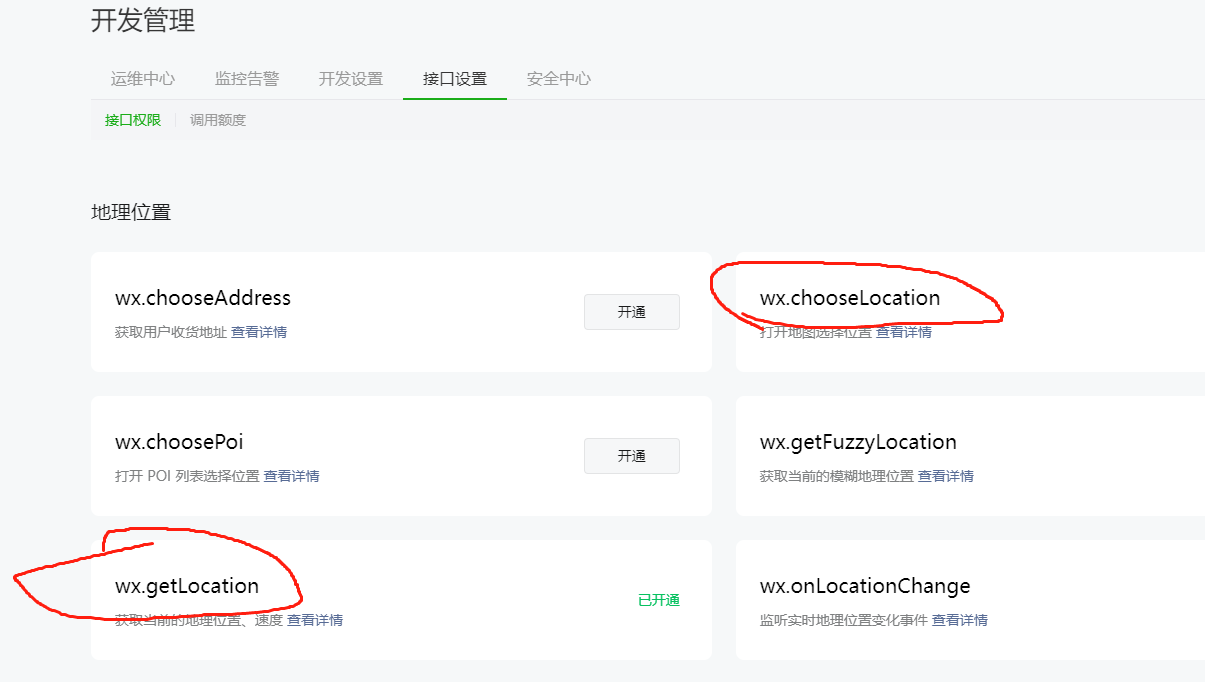 开发管理
运维中心 监控告警 开发设置 接口设置 安全中心
接口权限 调用额度
地理位置
wx.chooseAddress
获取用户收货地址 查看详情
开通
wx.chooseLocation
打开地图选择位置 查看详情
wx.choosePoi
打开 POI 列表选择位置 查看详情
开通
wx.getFuzzyLocation
获取当前的模糊地理位置 查看详情
wx.getLocation
获取当前的地理位置、速度 查看详情
已开通
wx.onLocationChange
监听实时地理位置变化事件 查看详情